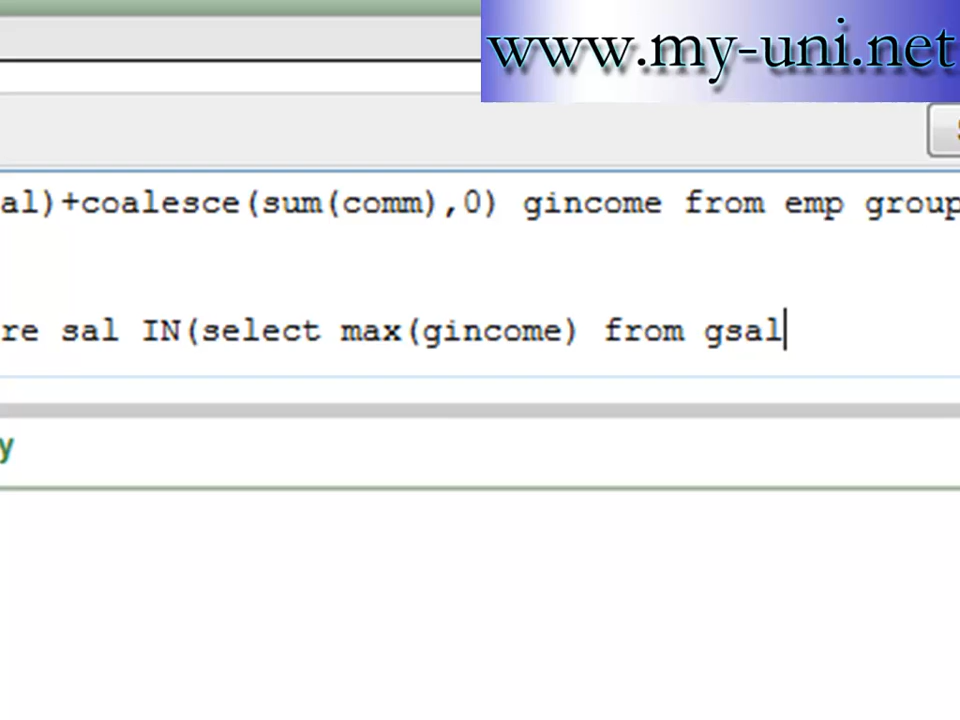 www.my-uni.net
al)+coalesce(sum(comm),0) gincome from emp group
re sal IN(select max(gincome) from gsal
y